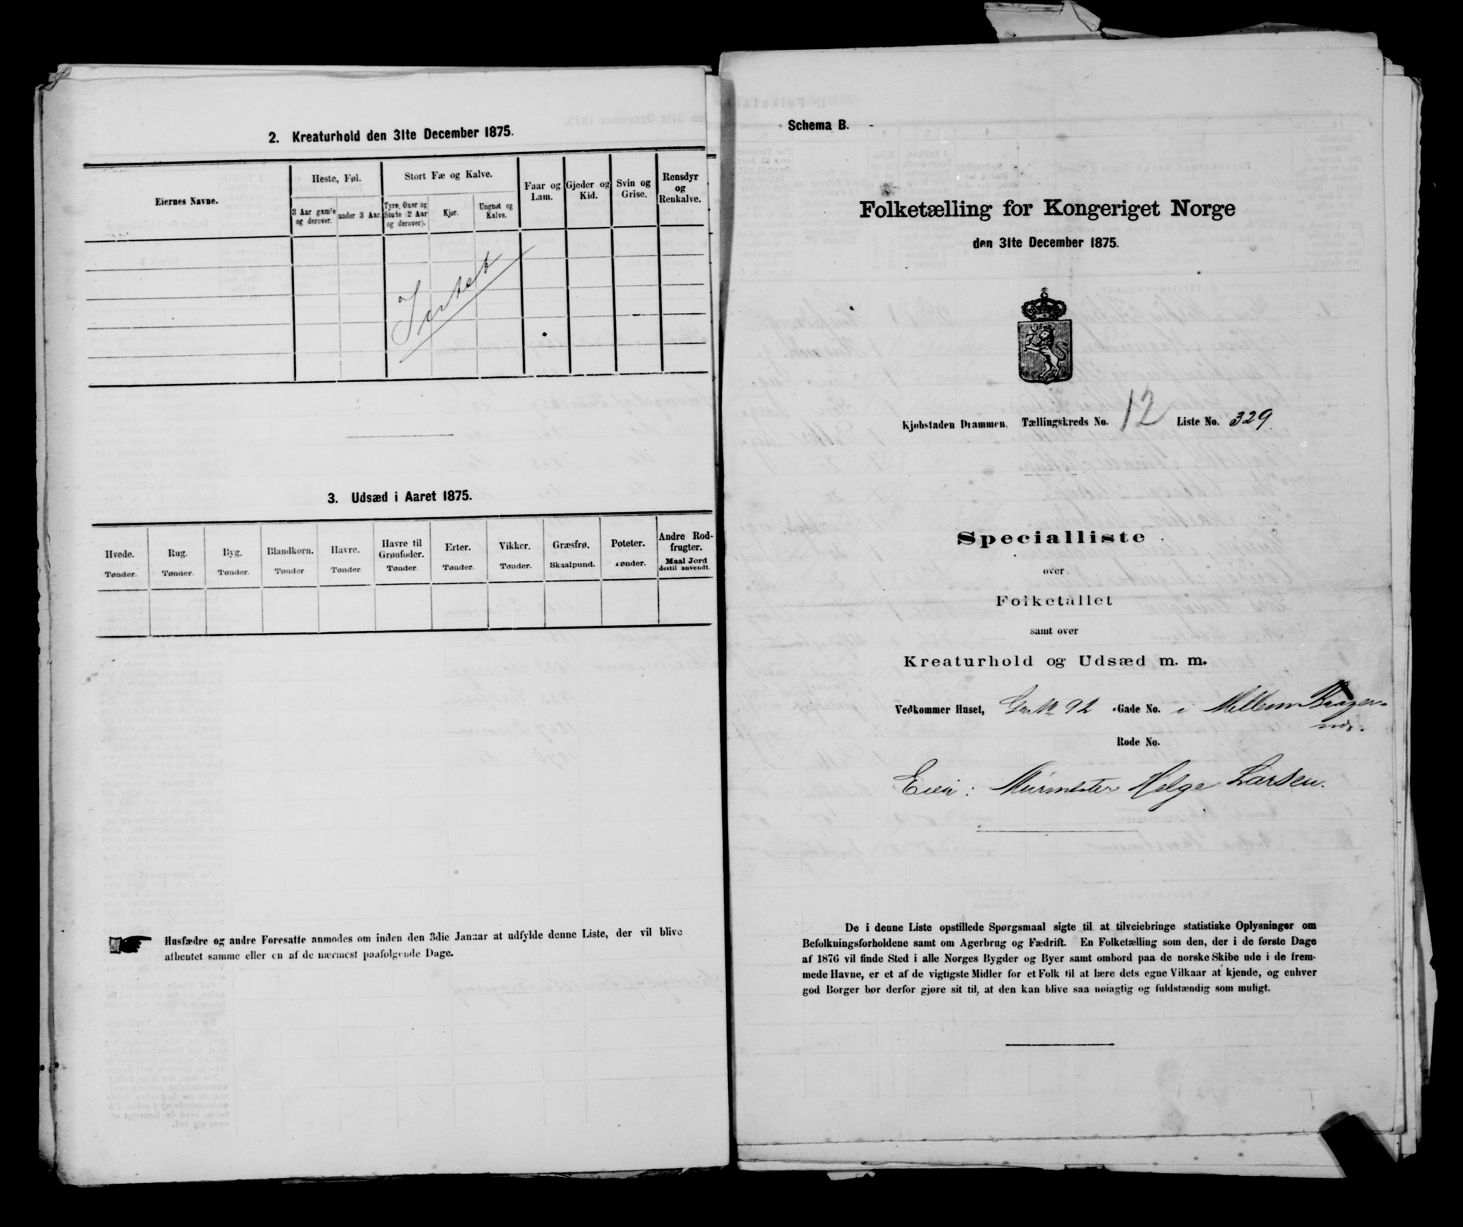 2. Kreaturhold den 31te December 1875.
Eiernes Navne.
Heste, Føl.
Stort Fæ og Kalve.
Faar og Lam.
Gjeder og Kid.
Svin og Grise.
Rensdyr og Renkalve.
3 Aar gamle og derover.
under 3 Aar.
Tyre, Oxer og Stude (2 Aar og derover).
Kjør.
Ungnøt og Kalve.
3. Udsæd i Aaret 1875.
Hvede. Tønder.
Rug. Tønder.
Byg. Tønder.
Blandkorn. Tønder
Havre. Tønder.
Havre til Grønfoder. Tønder.
Erter. Tønder.
Vikker. Tønder.
Græsfrø. Skaalpund.
Poteter. Tønder.
Andre Rodfrugter. Maal Jord dertil anvendt.
Husfædre og andre Foresatte anmodes om inden den 3die Januar at udfylde denne Liste, der vil blive
afhentet samme eller en af de nærmest paafølgende Dage.
Schema B.
Folketælling for Kongeriget Norge
den 31te December 1875.
Kjøbstaden Drammen. Tællingskreds No. 12 Liste No. 329
Specialliste
over
Folketallet
samt over
Kreaturhold og Udsæd m. m.
Vedkommer Huset, 92 Gade No. i Mellem Brager-
Rode No.
Eier: Murmester Helge Larsen.
De i denne Liste opstillede Spørgsmaal sigte til at tilveiebringe statistiske Oplysninger om
Befolkningsforholdene samt om Agerbrug og Fædrift. En Folketælling som den, der i de første Dage
af 1876 vil finde Sted i alle Norges Bygder og Byer samt ombord paa de norske Skibe ude i de frem-
mede Havne, er et af de vigtigste Midler for et Folk til at lære dets egne Vilkaar at kjende, og enhver
god Borger bør derfor gjøre sit til, at den kan blive saa nøiagtig og fuldstændig som muligt.